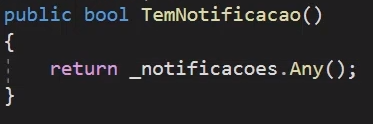 public bool TemNotificacao()
{
return _notificacoes.Any();
}